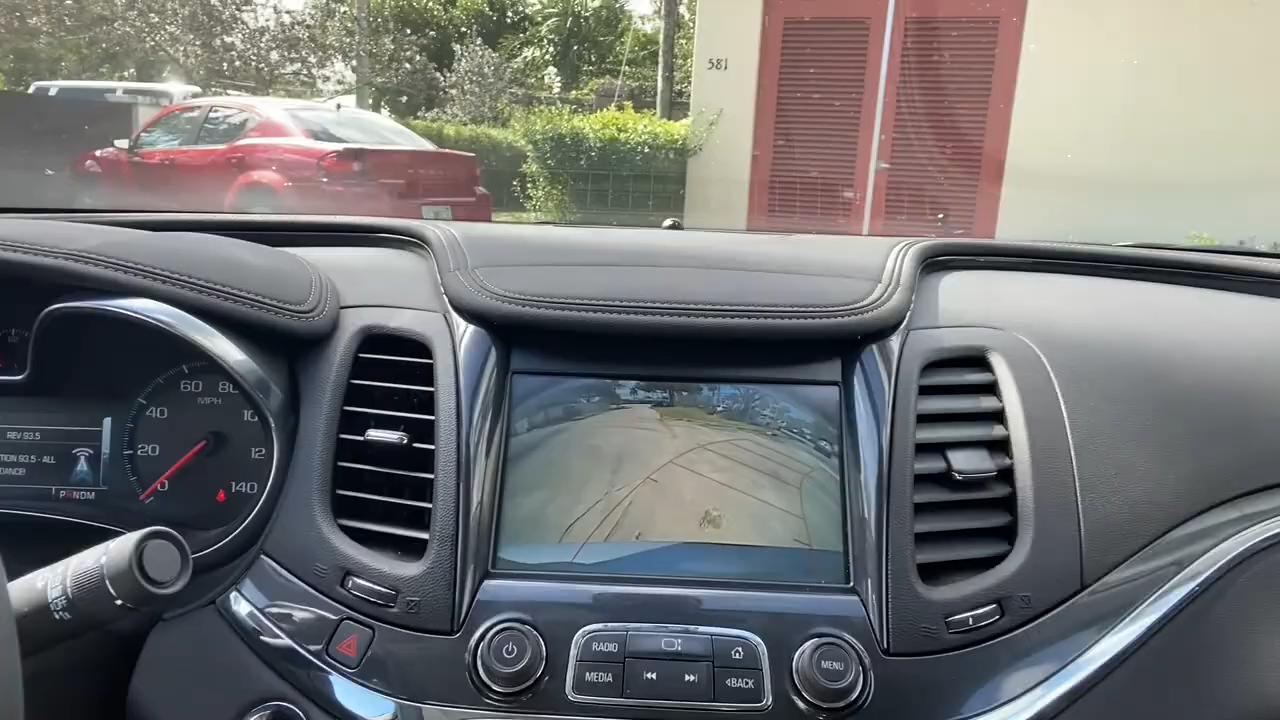 581
60 80
MPH
40
20
12
0
140
REV 93.5
TION 93.5 - ALL
DANCE!
PRNDM
RADIO
MEDIA
BACK
MENU